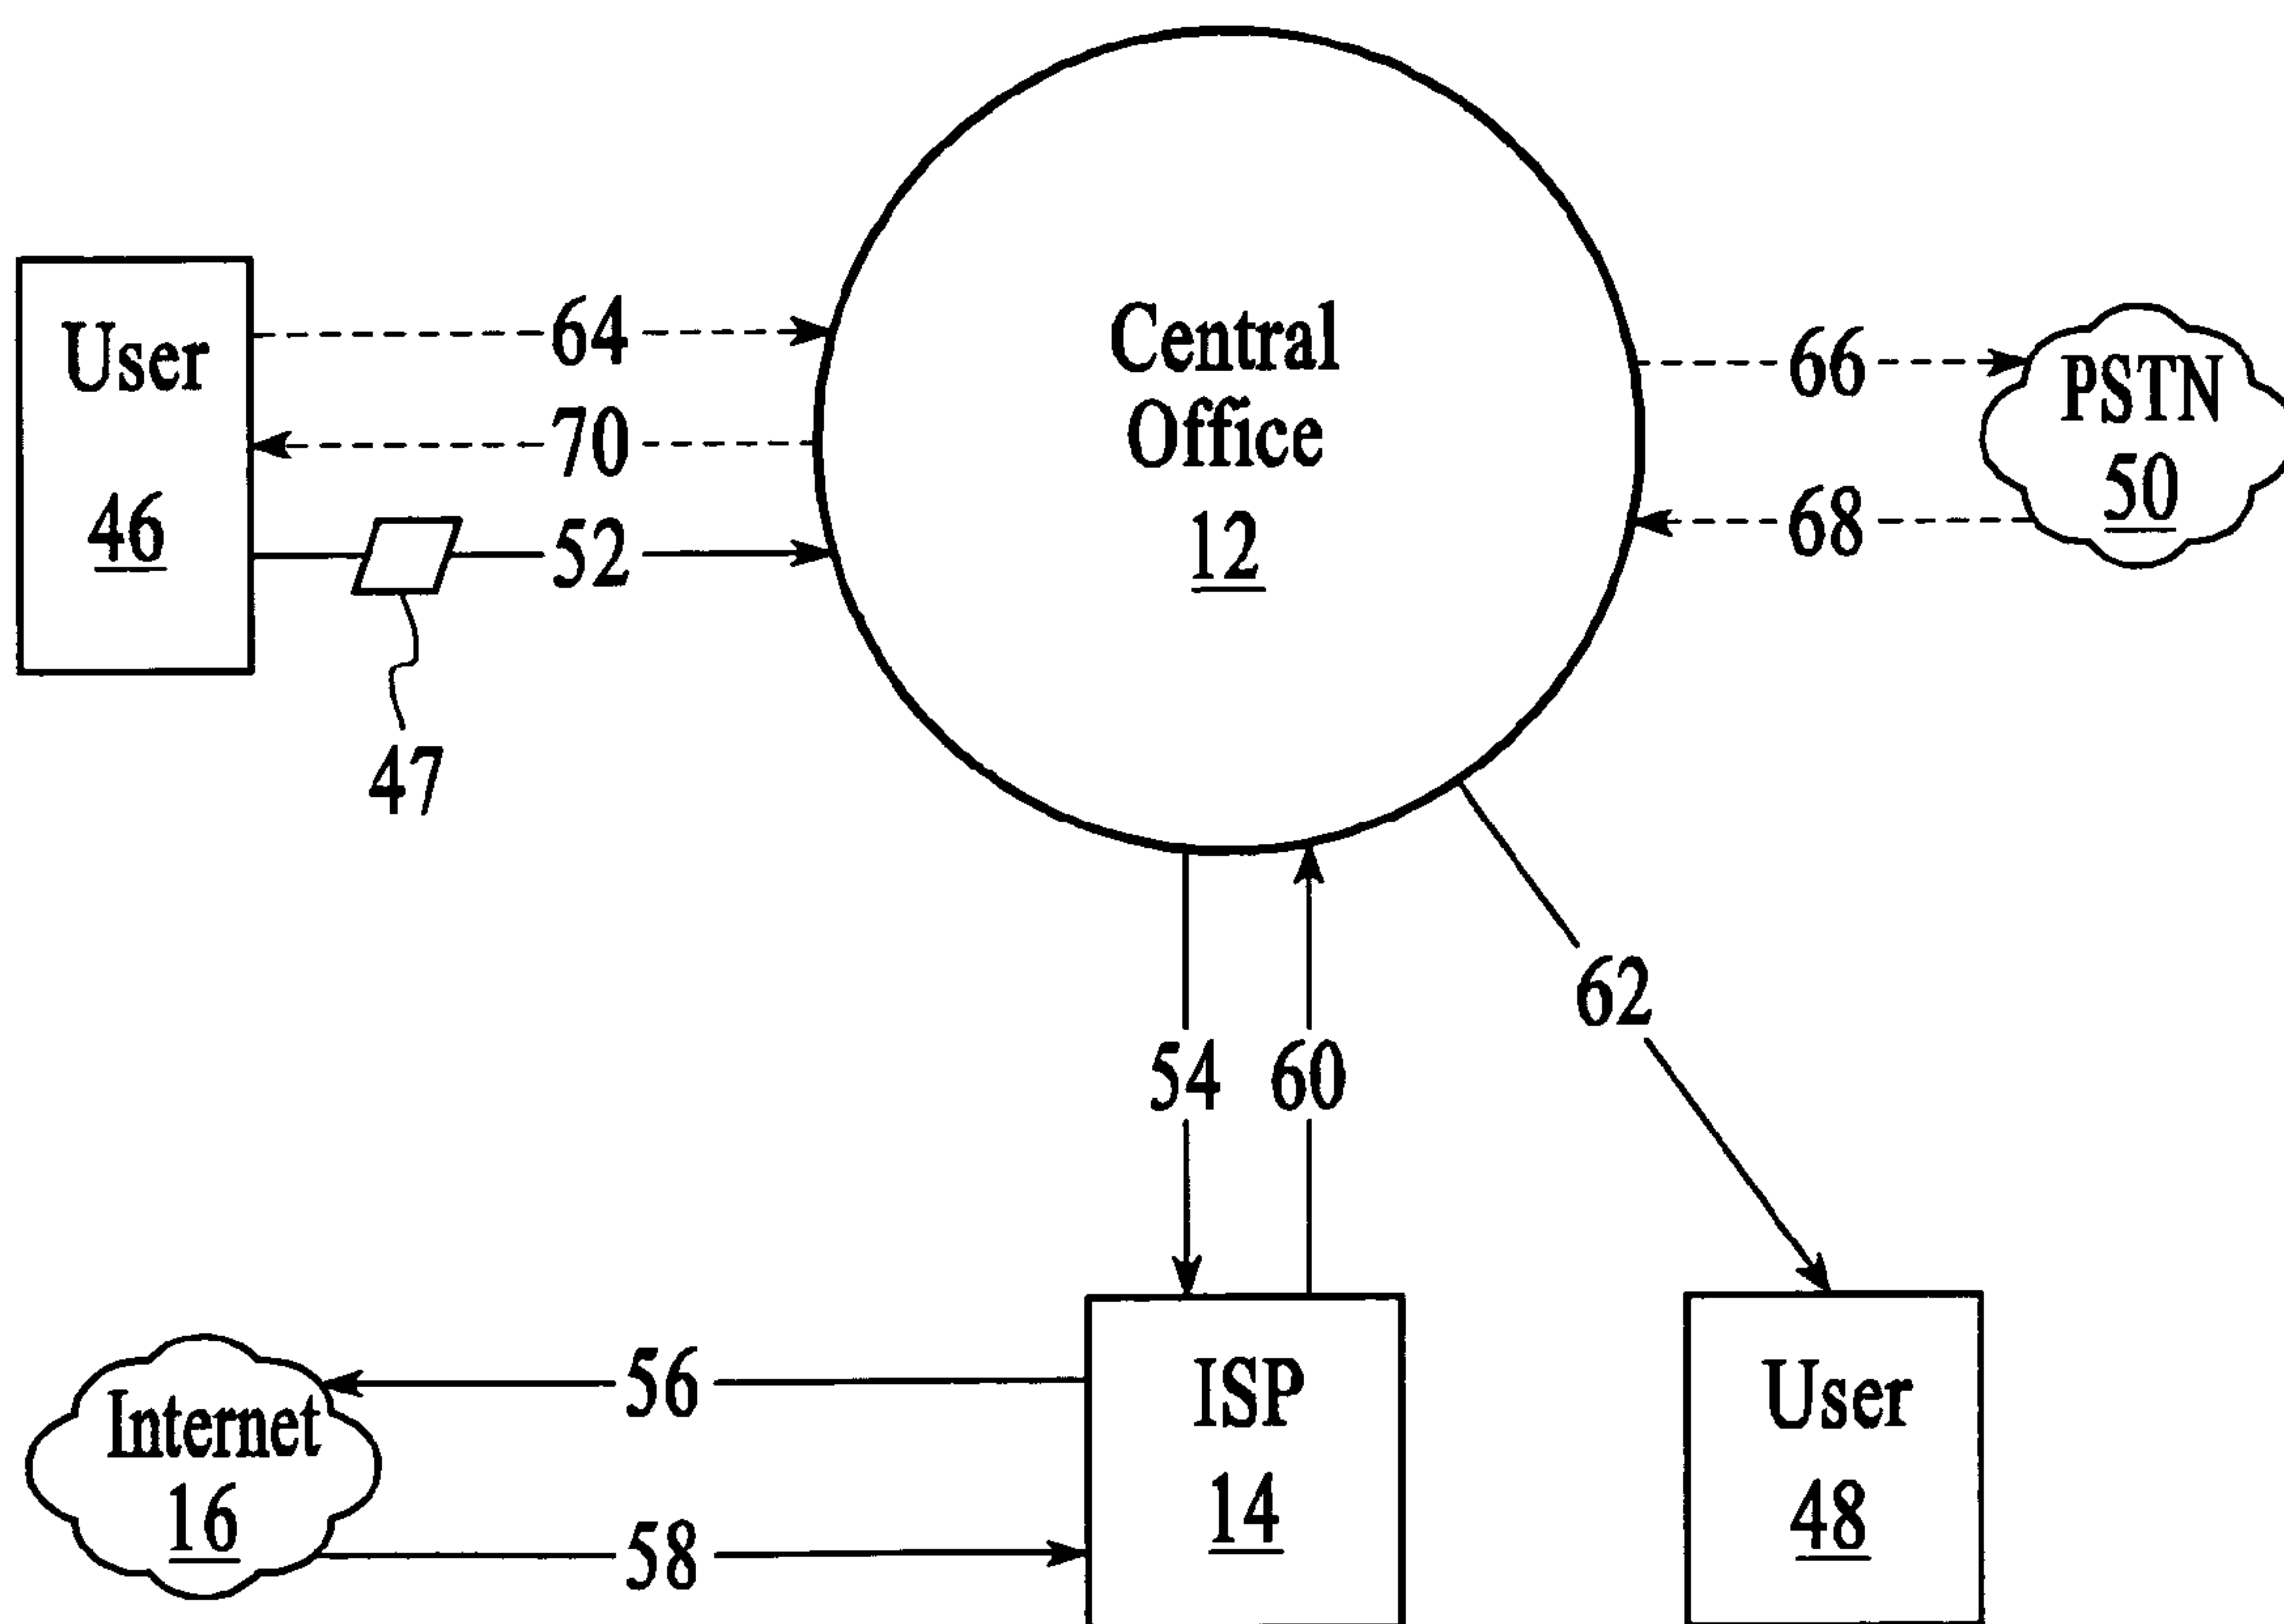 User
46
64
70
52
47
Central
Office
12
66
68
PSTN
50
54
60
62
Internet
16
56
58
ISP
14
User
48